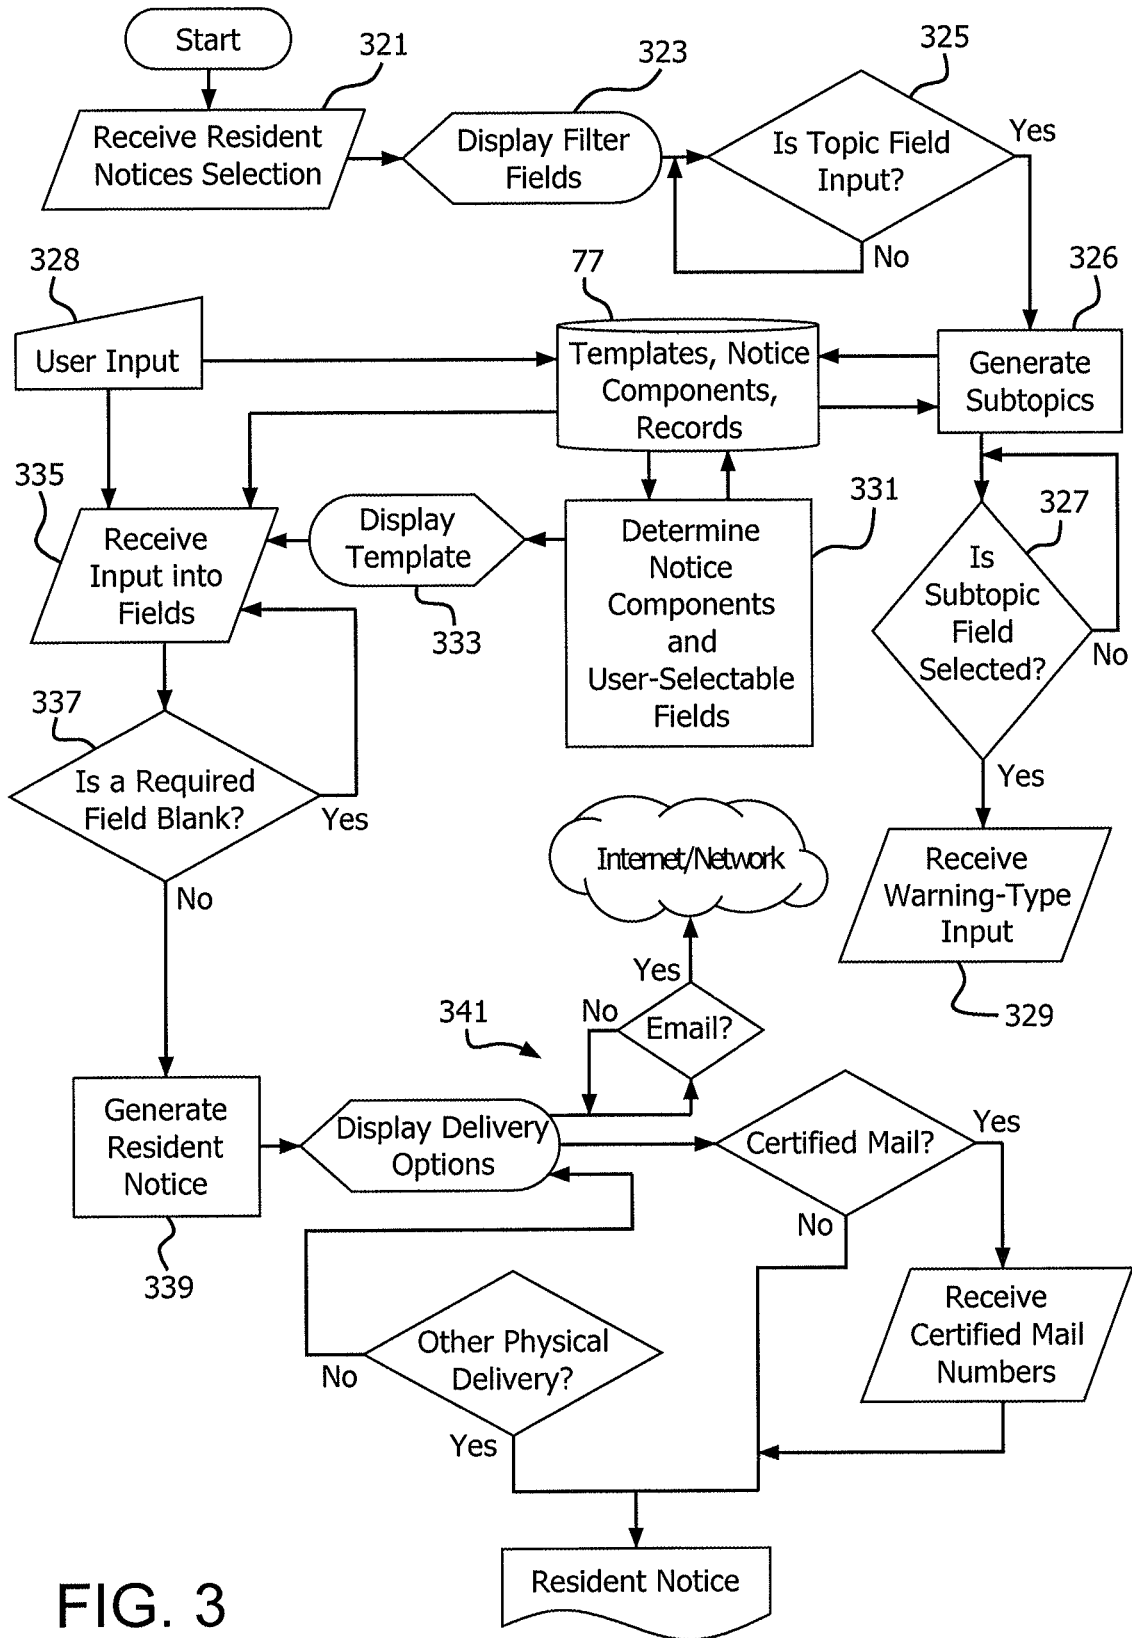 Start
321
323
325
Receive Resident
Notices Selection
Display Filter
Fields
Is Topic Field
Input?
Yes
No
328
77
326
User Input
Templates, Notice
Components,
Records
Generate
Subtopics
335
Receive
Input into
Fields
Display
Template
333
331
Determine
Notice
Components
and
User-Selectable
Fields
327
Is
Subtopic
Field
Selected?
No
Yes
337
Is a Required
Field Blank?
Yes
No
Internet/Network
Receive
Warning-Type
Input
329
Yes
No
Email?
341
Generate
Resident
Notice
339
Display Delivery
Options
Certified Mail?
Yes
No
Receive
Certified Mail
Numbers
Other Physical
Delivery?
No
Yes
Resident Notice
FIG. 3